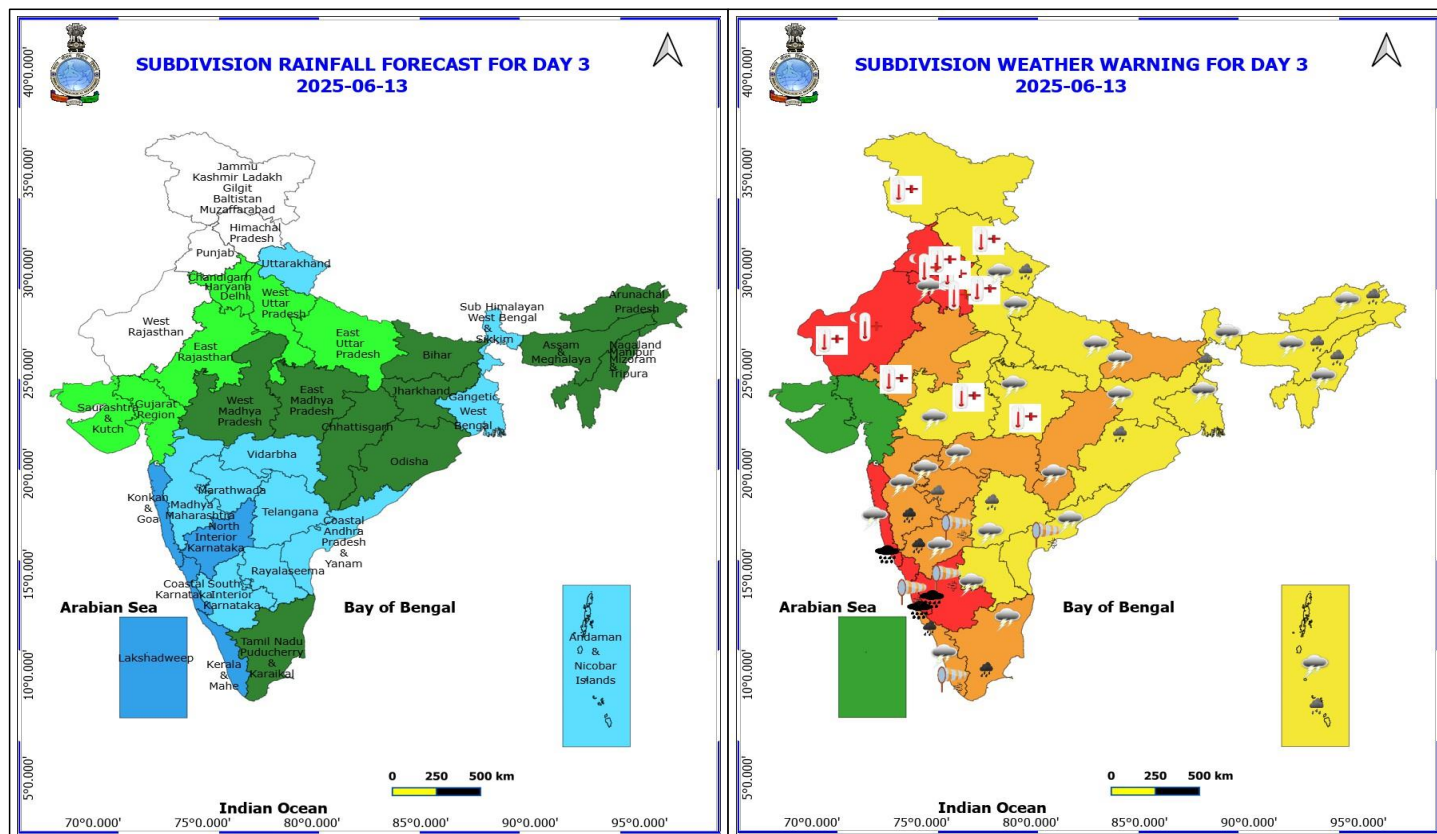 SUBDIVISION RAINFALL FORECAST FOR DAY 3
2025-06-13
40°0.000'
35°0.000'
30°0.000'
25°0.000'
20°0.000'
15°0.000'
10°0.000'
5°0.000'
Jammu
Kashmir Ladakh
Gilgit
Baltistan
Muzaffarabad
Himachal
Pradesh
Punjab
Uttarakhand
Chandigarh
Haryana
Delhi
West
Uttar
Pradesh
West
Rajasthan
East
Rajasthan
East
Uttar
Pradesh
Sub Himalayan
West Bengal
&
Sikkim
Arunachal
Pradesh
Assam
&
Meghalaya
Nagaland
Manipur
Mizoram
&
Tripura
Bihar
Jharkhand
Gangetic
West
Bengal
Saurashtra
&
Kutch
Gujarat
Region
West
Madhya
Pradesh
East
Madhya
Pradesh
Chhattisgarh
Odisha
Vidarbha
Marathwada
Konkan
&
Goa
Madhya
Maharashtra
Telangana
North
Interior
Karnataka
Coastal
Andhra
Pradesh
&
Yanam
Rayalaseema
Coastal
Karnataka
South
Interior
Karnataka
Arabian Sea
Bay of Bengal
Lakshadweep
Tamil Nadu
Puducherry
&
Karaikal
Kerala
&
Mahe
Andaman
&
Nicobar
Islands
0 250 500 km
Indian Ocean
70°0.000' 75°0.000' 80°0.000' 85°0.000' 90°0.000' 95°0.000'
SUBDIVISION WEATHER WARNING FOR DAY 3
2025-06-13
40°0.000'
35°0.000'
30°0.000'
25°0.000'
20°0.000'
15°0.000'
10°0.000'
5°0.000'
Arabian Sea
Bay of Bengal
0 250 500 km
Indian Ocean
70°0.000' 75°0.000' 80°0.000' 85°0.000' 90°0.000' 95°0.000'